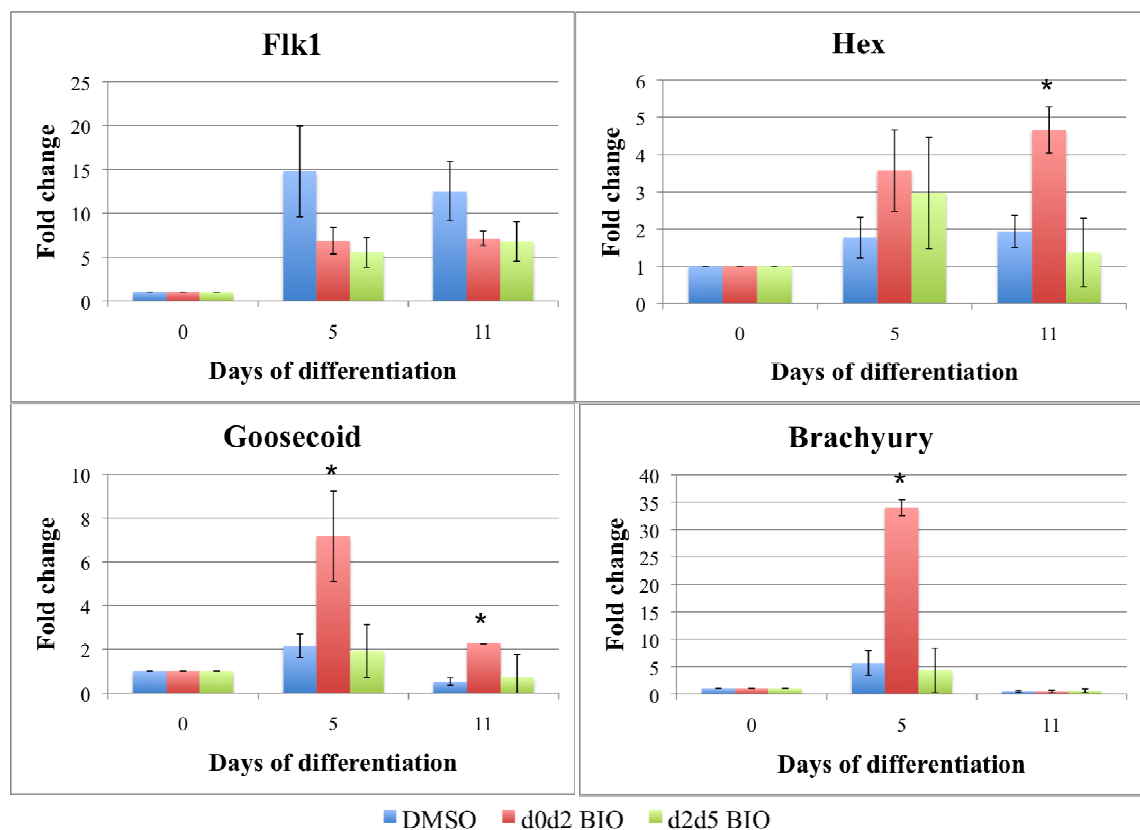 Flk1
25
20
15
10
5
0
Fold change
0 5 11
Days of differentiation
Hex
*
6
5
4
3
2
1
0
Fold change
0 5 11
Days of differentiation
Goosecoid
*
*
10
8
6
4
2
0
Fold change
0 5 11
Days of differentiation
Brachyury
*
40
35
30
25
20
15
10
5
0
Fold change
0 5 11
Days of differentiation
DMSO d0d2 BIO d2d5 BIO